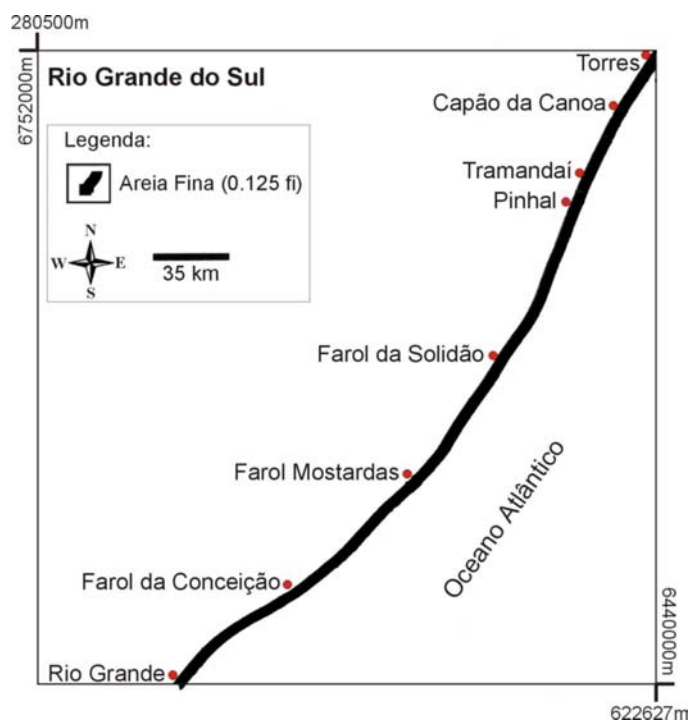 280500m
6752000m
Rio Grande do Sul
Torres
Capão da Canoa
Legenda:
Areia Fina (0.125 fi)
Tramandaí
Pinhal
N
W E
S
35 km
Farol da Solidão
Farol Mostardas
Oceano Atlântico
Farol da Conceição
6440000m
Rio Grande
622627m